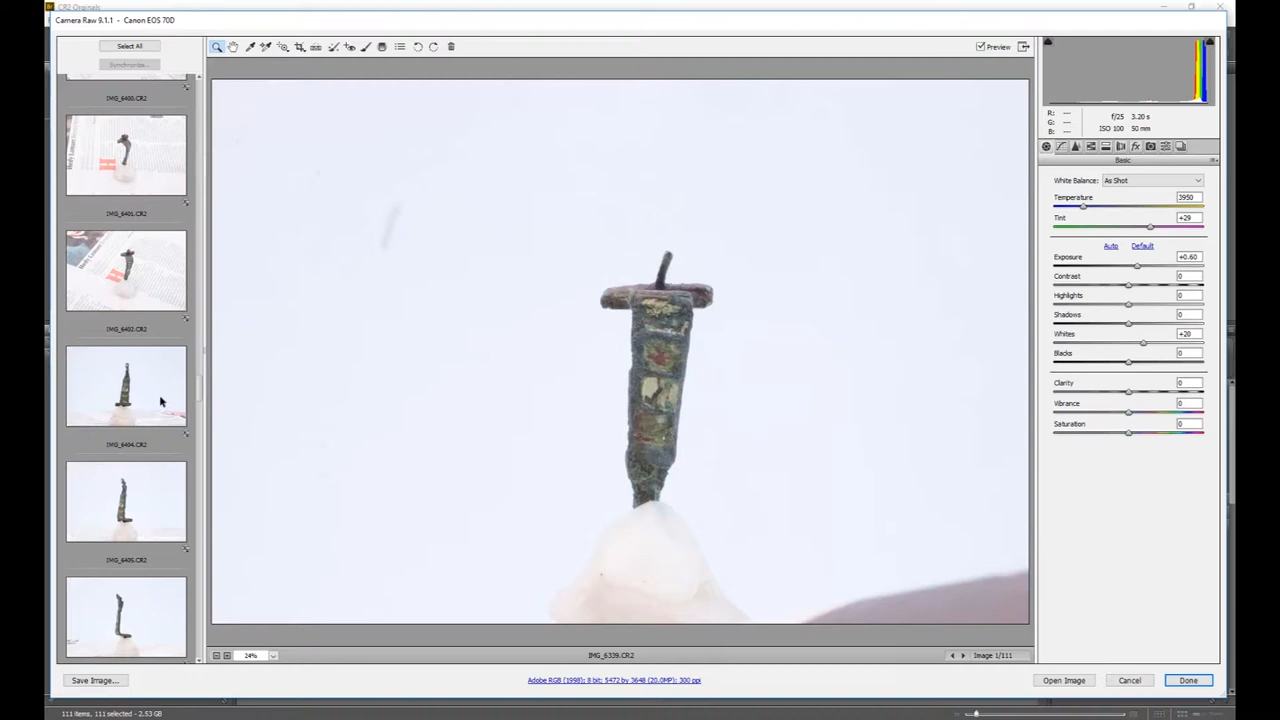 Br CR2 Orginals
Camera Raw 9.1.1 - Canon EOS 70D
Select All
Synchronize...
IMG_6400.CR2
H
IMG_6401.CR2
H
IMG_6402.CR2
IMG_6404.CR2
IMG_6405.CR2
Preview
R: ---
G: ---
B: ---
f/25 3.20 s
ISO 100 50 mm
Basic
White Balance: As Shot
Temperature 3950
Tint +29
Auto Default
Exposure +0.60
Contrast 0
Highlights 0
Shadows 0
Whites +20
Blacks 0
Clarity 0
Vibrance 0
Saturation 0
24%
IMG_6339.CR2
Image 1/111
Save Image...
Adobe RGB (1998); 8 bit; 5472 by 3648 (20.0MP); 300 ppi
Open Image
Cancel
Done
111 items, 111 selected - 2.53 GB